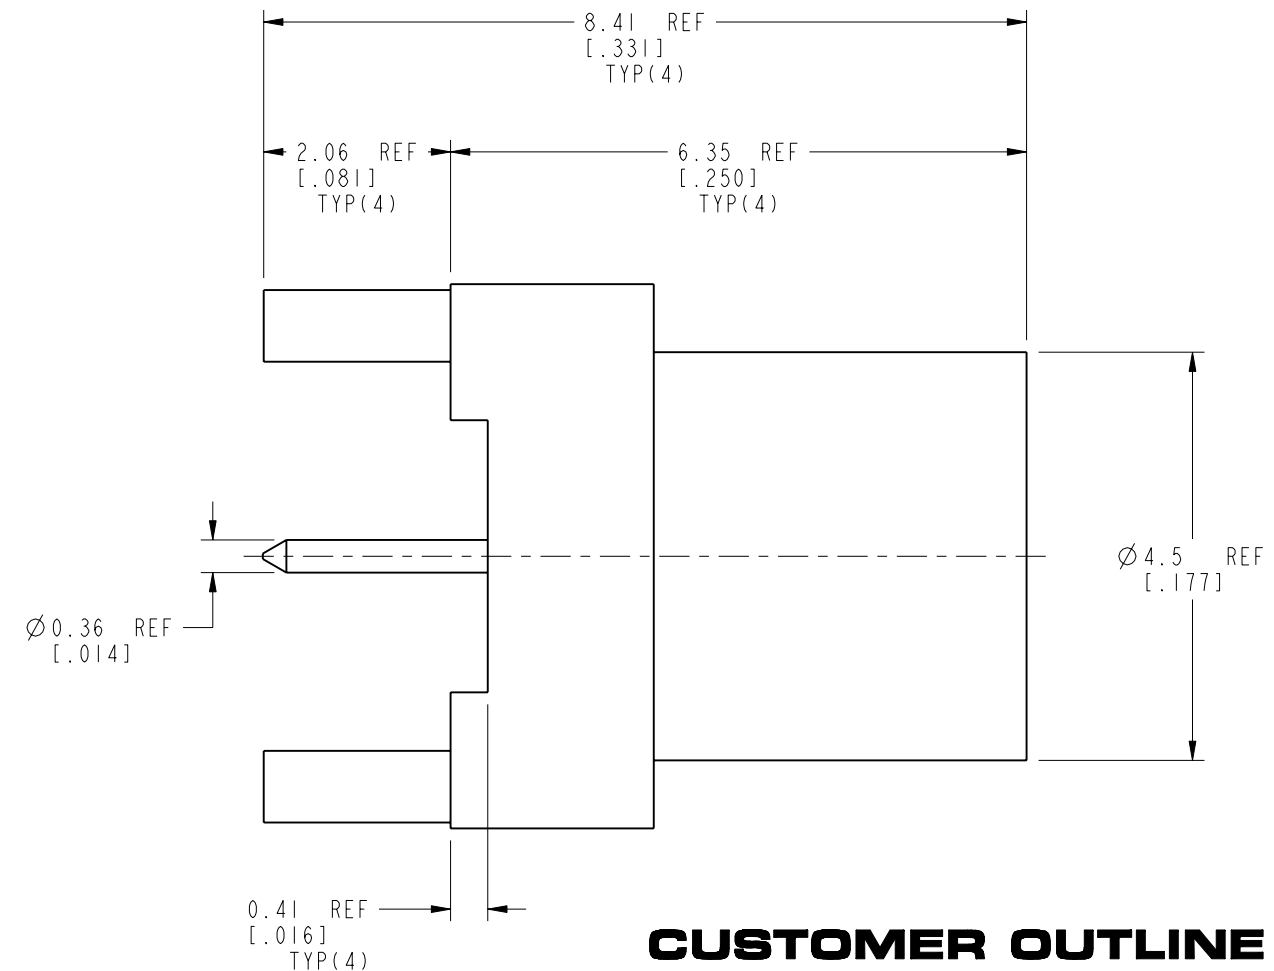 8.41 REF
[.331]
TYP(4)
2.06 REF
[.081]
TYP(4)
6.35 REF
[.250]
TYP(4)
Ø4.5 REF
[.177]
Ø0.36 REF
[.014]
0.41 REF
[.016]
TYP(4)
CUSTOMER OUTLINE